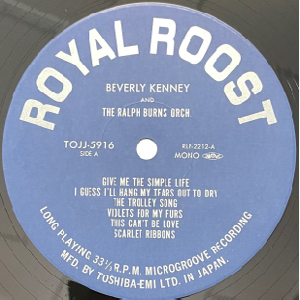 ROYAL ROOST
BEVERLY KENNEY
AND
THE RALPH BURNS ORCH.
TOJJ-5916
SIDE A
RLP-2212-A
MONO
GIVE ME THE SIMPLE LIFE
I GUESS I'LL HANG MY TEARS OUT TO DRY
THE TROLLEY SONG
VIOLETS FOR MY FURS
THIS CAN'T BE LOVE
SCARLET RIBBONS
LONG PLAYING 33⅓ R.P.M. MICROGROOVE RECORDING
MFD. BY TOSHIBA-EMI LTD. IN JAPAN.